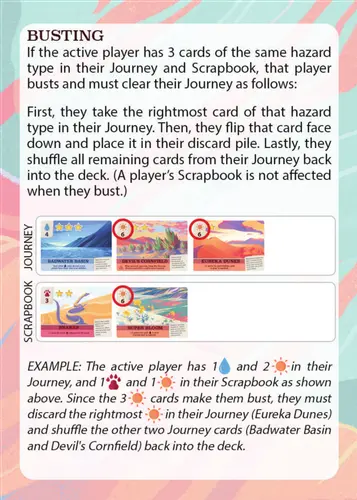 BUSTING
If the active player has 3 cards of the same hazard
type in their Journey and Scrapbook, that player
busts and must clear their Journey as follows:
First, they take the rightmost card of that hazard
type in their Journey. Then, they flip that card face
down and place it in their discard pile. Lastly, they
shuffle all remaining cards from their Journey back
into the deck. (A player's Scrapbook is not affected
when they bust.)
JOURNEY
4
BADWATER BASIN
6
DEVIL'S CORNFIELD
6
EUREKA DUNES
SCRAPBOOK
3
SNAKES
6
SUPER BLOOM
EXAMPLE: The active player has 1 and 2 in their
Journey, and 1 and 1 in their Scrapbook as shown
above. Since the 3 cards make them bust, they must
discard the rightmost in their Journey (Eureka Dunes)
and shuffle the other two Journey cards (Badwater Basin
and Devil's Cornfield) back into the deck.